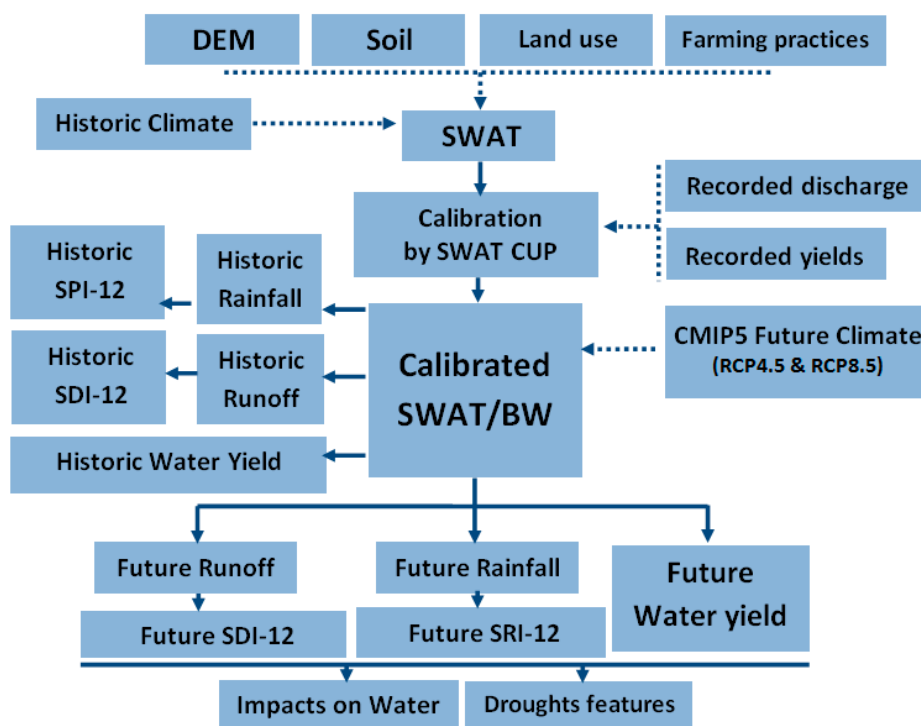 DEM
Soil
Land use
Farming practices
Historic Climate
SWAT
Recorded discharge
Calibration
by SWAT CUP
Recorded yields
Historic
SPI-12
Historic
Rainfall
CMIP5 Future Climate
(RCP4.5 & RCP8.5)
Calibrated
SWAT/BW
Historic
SDI-12
Historic
Runoff
Historic Water Yield
Future Runoff
Future Rainfall
Future
Water yield
Future SDI-12
Future SRI-12
Impacts on Water
Droughts features